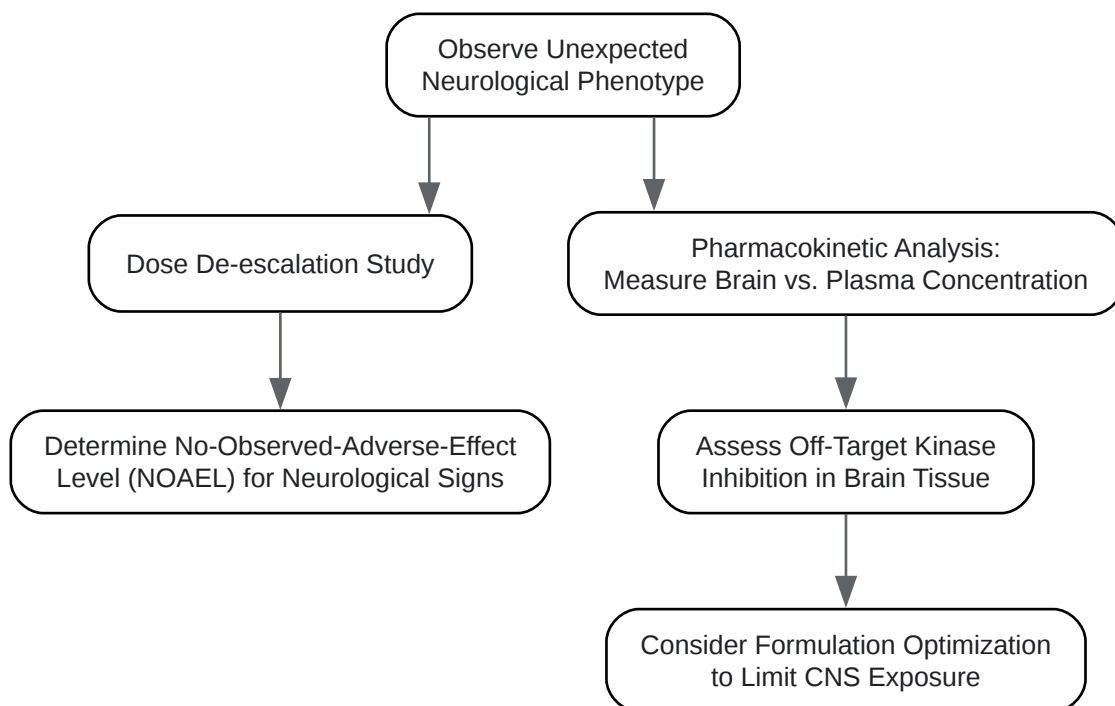 Observe Unexpected
Neurological Phenotype
Dose De-escalation Study
Pharmacokinetic Analysis:
Measure Brain vs. Plasma Concentration
Determine No-Observed-Adverse-Effect
Level (NOAEL) for Neurological Signs
Assess Off-Target Kinase
Inhibition in Brain Tissue
Consider Formulation Optimization
to Limit CNS Exposure